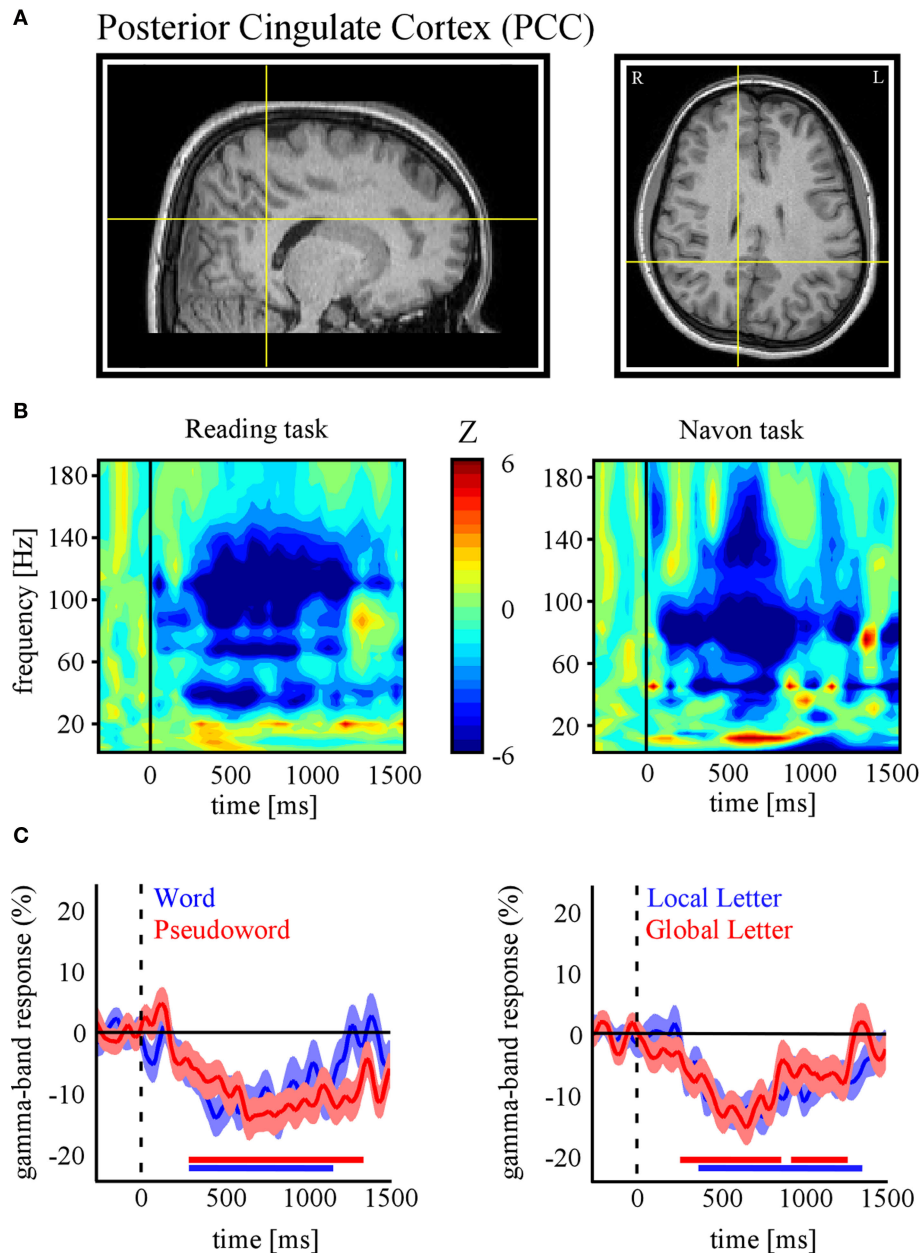 A
Posterior Cingulate Cortex (PCC)
R
L
B
Reading task
Z
Navon task
frequency [Hz]
180
140
100
60
20
0
500
1000
1500
time [ms]
6
0
-6
180
140
100
60
20
0
500
1000
1500
time [ms]
C
gamma-band response (%)
20
10
0
-10
-20
Word
Pseudoword
0
500
1000
1500
time [ms]
gamma-band response (%)
20
10
0
-10
-20
Local Letter
Global Letter
0
500
1000
1500
time [ms]